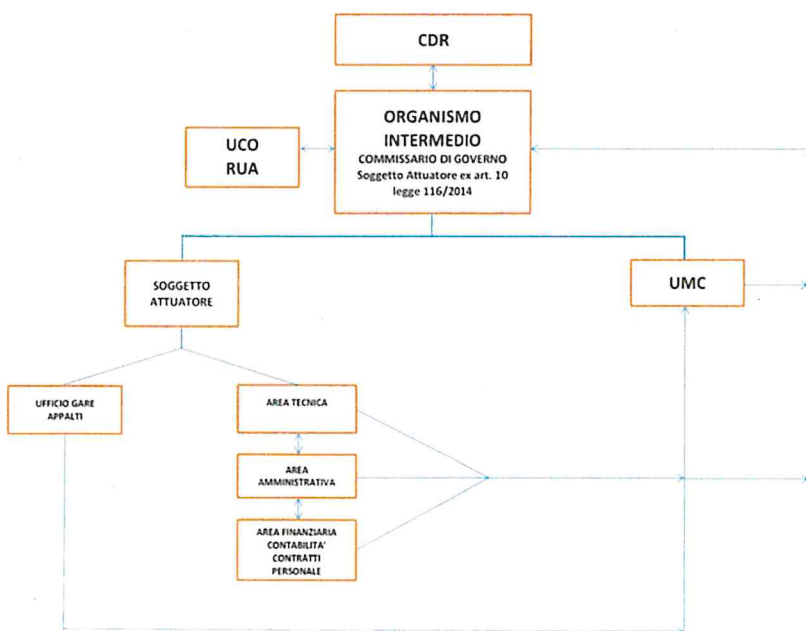 CDR
ORGANISMO
INTERMEDIO
COMMISSARIO DI GOVERNO
Soggetto Attuatore ex art. 10
legge 116/2014
UCO
RUA
SOGGETTO
ATTUATORE
UMC
UFFICIO GARE
APPALTI
AREA TECNICA
AREA
AMMINISTRATIVA
AREA FINANZIARIA
CONTABILITA'
CONTRATTI
PERSONALE